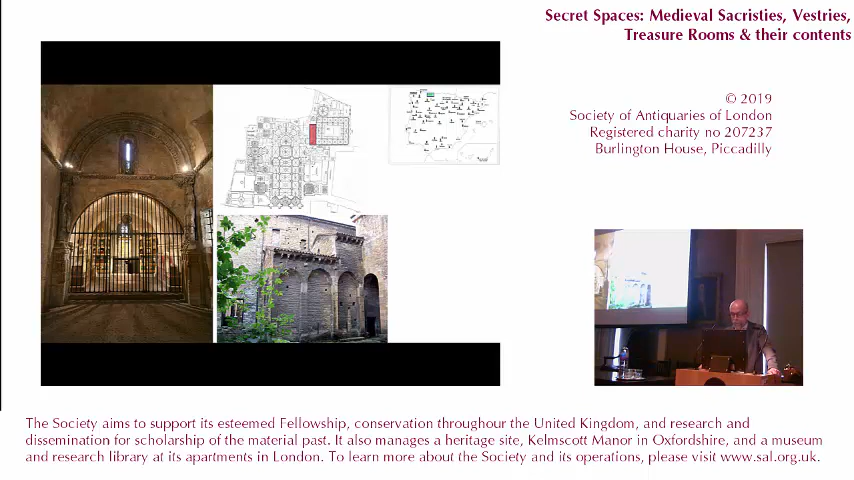 Secret Spaces: Medieval Sacristies, Vestries,
Treasure Rooms & their contents
© 2019
Society of Antiquaries of London
Registered charity no 207237
Burlington House, Piccadilly
The Society aims to support its esteemed Fellowship, conservation throughour the United Kingdom, and research and
dissemination for scholarship of the material past. It also manages a heritage site, Kelmscott Manor in Oxfordshire, and a museum
and research library at its apartments in London. To learn more about the Society and its operations, please visit www.sal.org.uk.